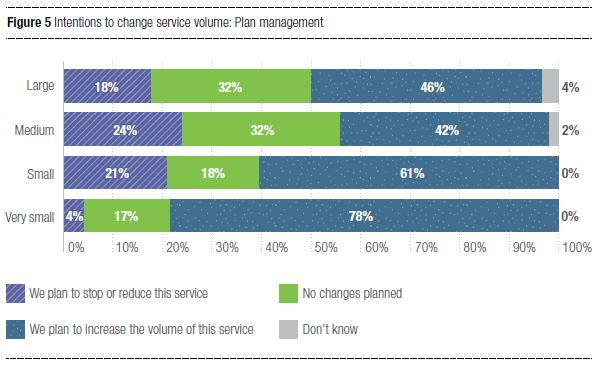 Figure 5 Intentions to change service volume: Plan management
Large 18% 32% 46% 4%
Medium 24% 32% 42% 2%
Small 21% 18% 61% 0%
Very small 4% 17% 78% 0%
0% 10% 20% 30% 40% 50% 60% 70% 80% 90% 100%
We plan to stop or reduce this service No changes planned
We plan to increase the volume of this service Don't know